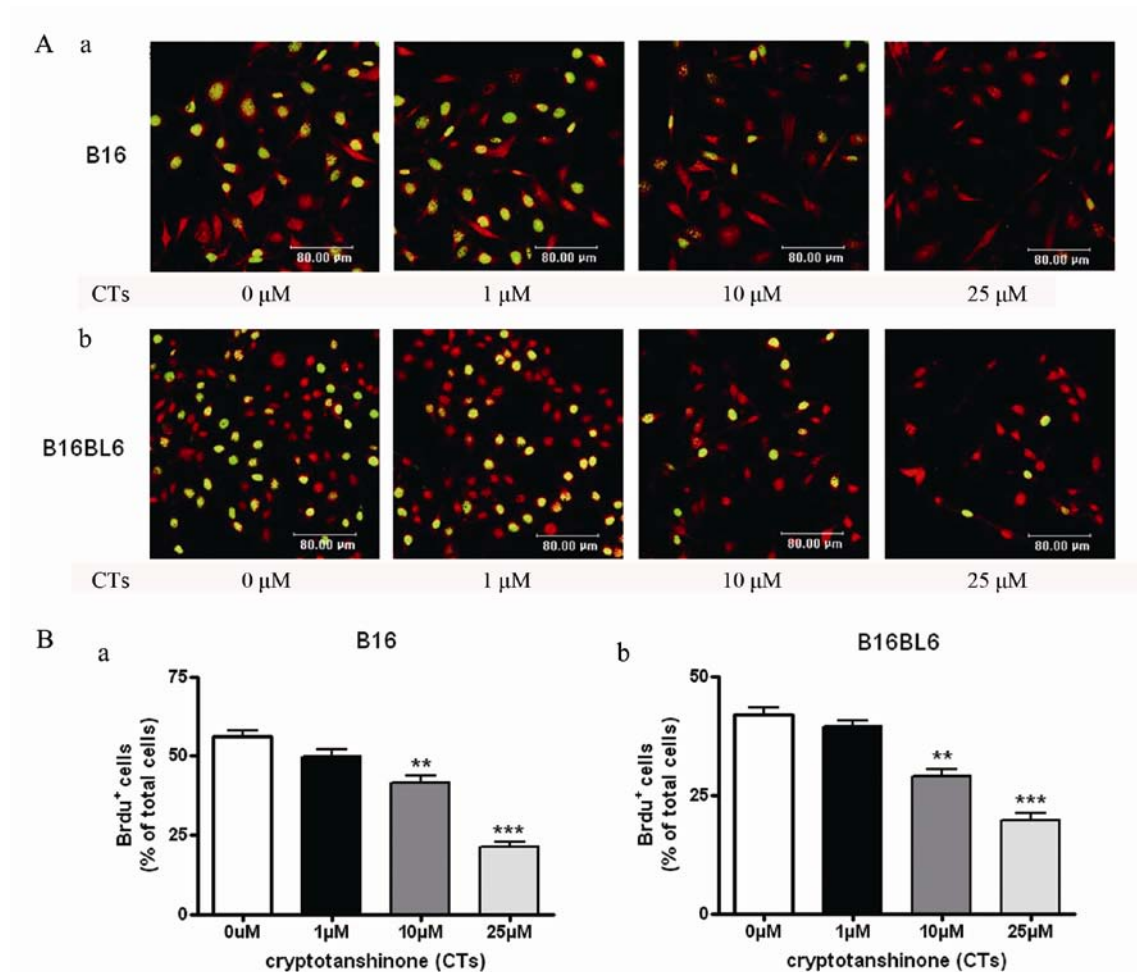 A a
B16
80.00 µm 80.00 µm 80.00 µm 80.00 µm
CTs 0 µM 1 µM 10 µM 25 µM
b
B16BL6
80.00 µm 80.00 µm 80.00 µm 80.00 µm
CTs 0 µM 1 µM 10 µM 25 µM
B a B16
75
50
25
0
Brdu⁺ cells
(% of total cells)
**
***
0uM 1µM 10µM 25µM
cryptotanshinone (CTs)
b B16BL6
50
25
0
Brdu⁺ cells
(% of total cells)
**
***
0µM 1µM 10µM 25µM
cryptotanshinone (CTs)